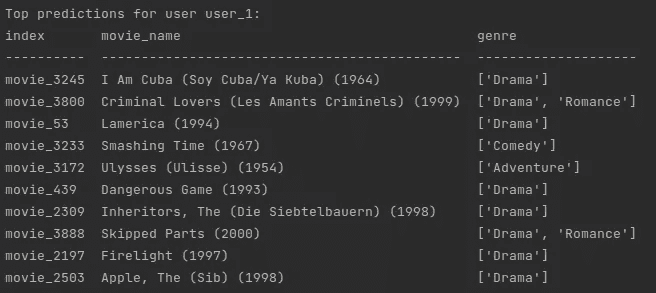 Top predictions for user user_1:
index movie_name genre
---------- --------------------------------------------- --------------------
movie_3245 I Am Cuba (Soy Cuba/Ya Kuba) (1964) ['Drama']
movie_3800 Criminal Lovers (Les Amants Criminels) (1999) ['Drama', 'Romance']
movie_53 Lamerica (1994) ['Drama']
movie_3233 Smashing Time (1967) ['Comedy']
movie_3172 Ulysses (Ulisse) (1954) ['Adventure']
movie_439 Dangerous Game (1993) ['Drama']
movie_2309 Inheritors, The (Die Siebtelbauern) (1998) ['Drama']
movie_3888 Skipped Parts (2000) ['Drama', 'Romance']
movie_2197 Firelight (1997) ['Drama']
movie_2503 Apple, The (Sib) (1998) ['Drama']